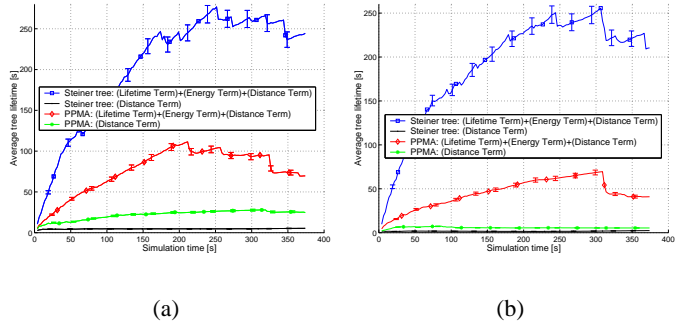 300
250
200
150
100
50
0
Average tree lifetime [s]
Steiner tree: (Lifetime Term)+(Energy Term)+(Distance Term)
Steiner tree: (Distance Term)
PPMA: (Lifetime Term)+(Energy Term)+(Distance Term)
PPMA: (Distance Term)
0 50 100 150 200 250 300 350 400
Simulation time [s]
(a)
250
200
150
100
50
0
Average tree lifetime [s]
Steiner tree: (Lifetime Term)+(Energy Term)+(Distance Term)
Steiner tree: (Distance Term)
PPMA: (Lifetime Term)+(Energy Term)+(Distance Term)
PPMA: (Distance Term)
0 50 100 150 200 250 300 350 400
Simulation time [s]
(b)